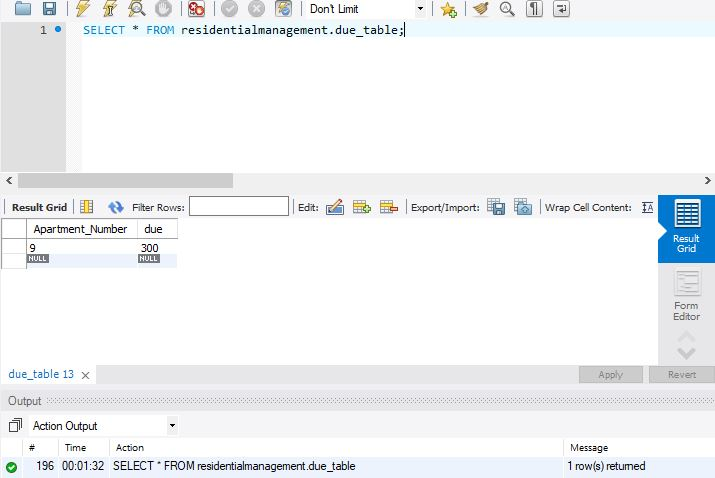 Don't Limit
1 SELECT * FROM residentialmanagement.due_table;
Result Grid Filter Rows: Edit: Export/Import: Wrap Cell Content: IA
Apartment_Number due
9 300
NULL NULL
Result
Grid
Form
Editor
due_table 13 Apply Revert
Output
Action Output
# Time Action Message
196 00:01:32 SELECT * FROM residentialmanagement.due_table 1 row(s) returned